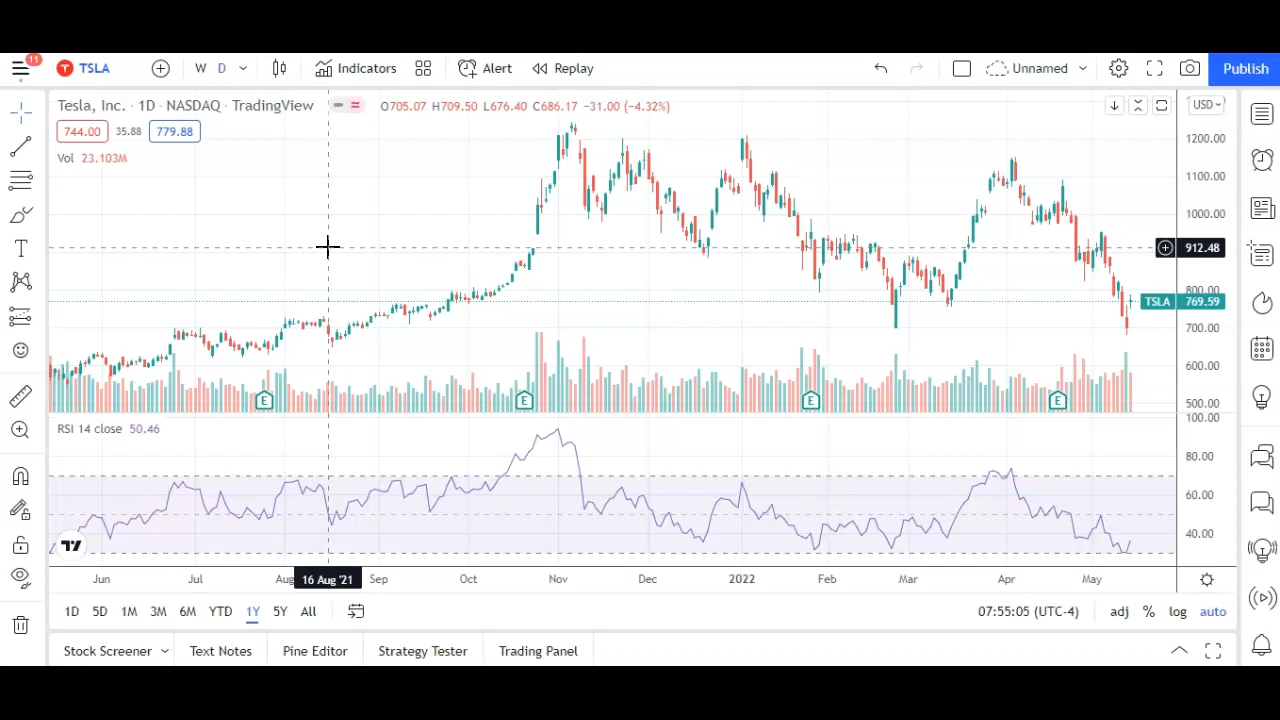 11
TSLA
W D
Indicators
Alert
Replay
Unnamed
Publish
Tesla, Inc. · 1D · NASDAQ · TradingView
O705.07 H709.50 L676.40 C686.17 −31.00 (−4.32%)
USD
744.00 35.88 779.88
Vol 23.103M
1200.00
1100.00
1000.00
912.48
800.00
TSLA 769.59
700.00
600.00
500.00
E E E E
RSI 14 close 50.46
100.00
80.00
60.00
40.00
Jun Jul Aug 16 Aug '21 Sep Oct Nov Dec 2022 Feb Mar Apr May
1D 5D 1M 3M 6M YTD 1Y 5Y All
07:55:05 (UTC-4) adj % log auto
Stock Screener Text Notes Pine Editor Strategy Tester Trading Panel